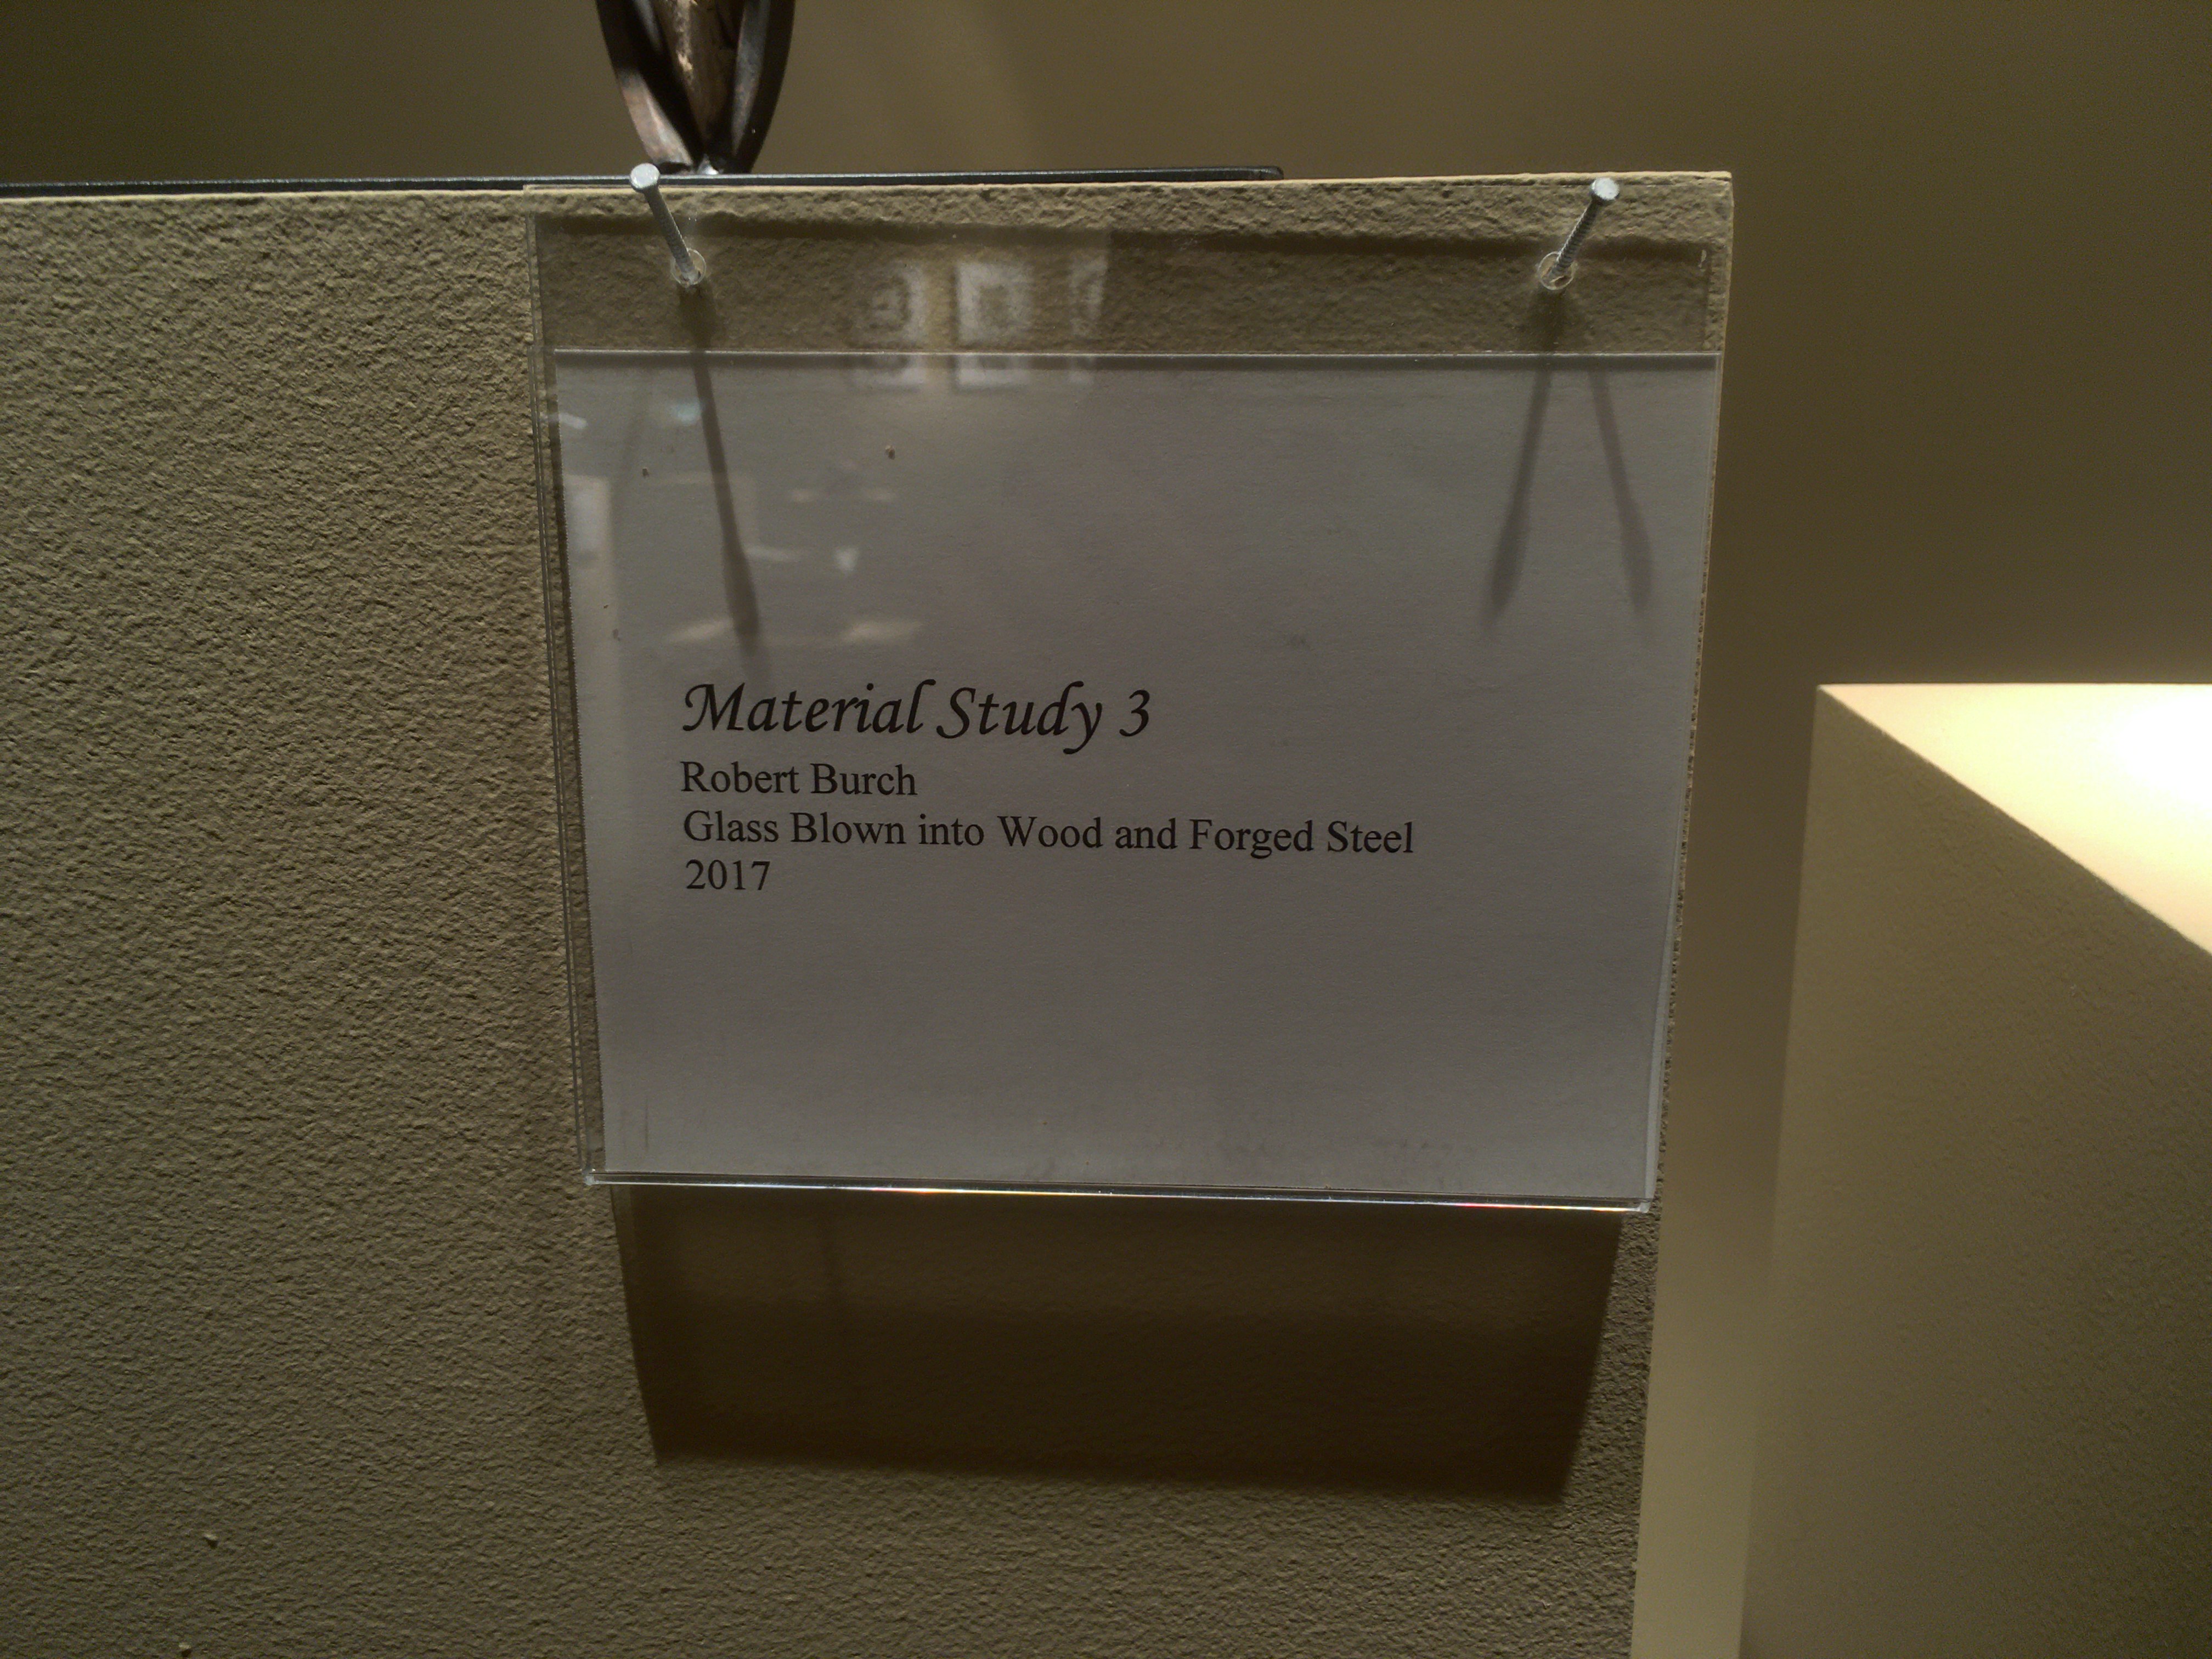 Material Study 3
Robert Burch
Glass Blown into Wood and Forged Steel
2017